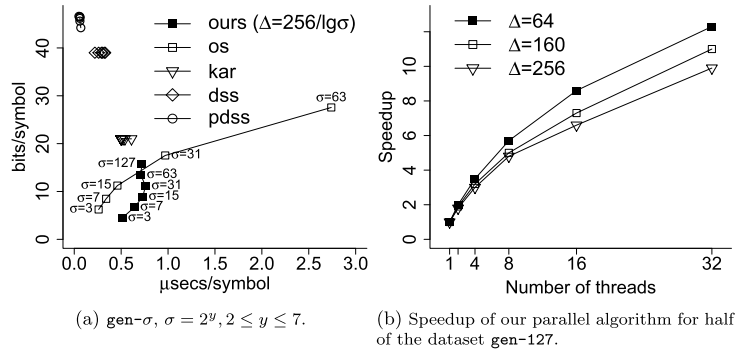 ours (Δ=256/lgσ)
os
kar
dss
pdss
bits/symbol
0 10 20 30 40
σ=63
σ=31
σ=127
σ=63
σ=15
σ=31
σ=7
σ=15
σ=3
σ=7
σ=3
0.0 0.5 1.0 1.5 2.0 2.5 3.0
μsecs/symbol
(a) gen-σ, σ = 2^y, 2 ≤ y ≤ 7.
Δ=64
Δ=160
Δ=256
Speedup
0 2 4 6 8 10
1 4 8 16 32
Number of threads
(b) Speedup of our parallel algorithm for half
of the dataset gen-127.